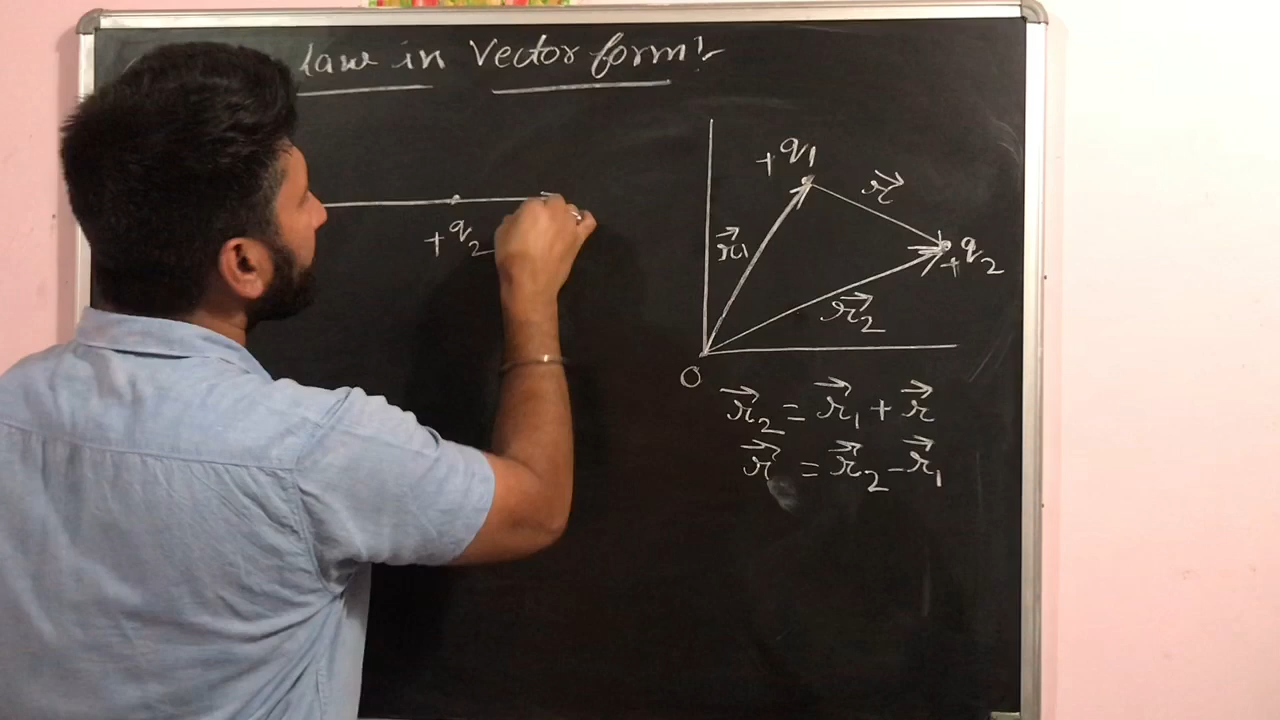 law in Vector form:-
+q₁
r⃗
r⃗₁
+q₂
+q₂
r⃗₂
O
r⃗₂ = r⃗₁ + r⃗
r⃗ = r⃗₂ - r⃗₁